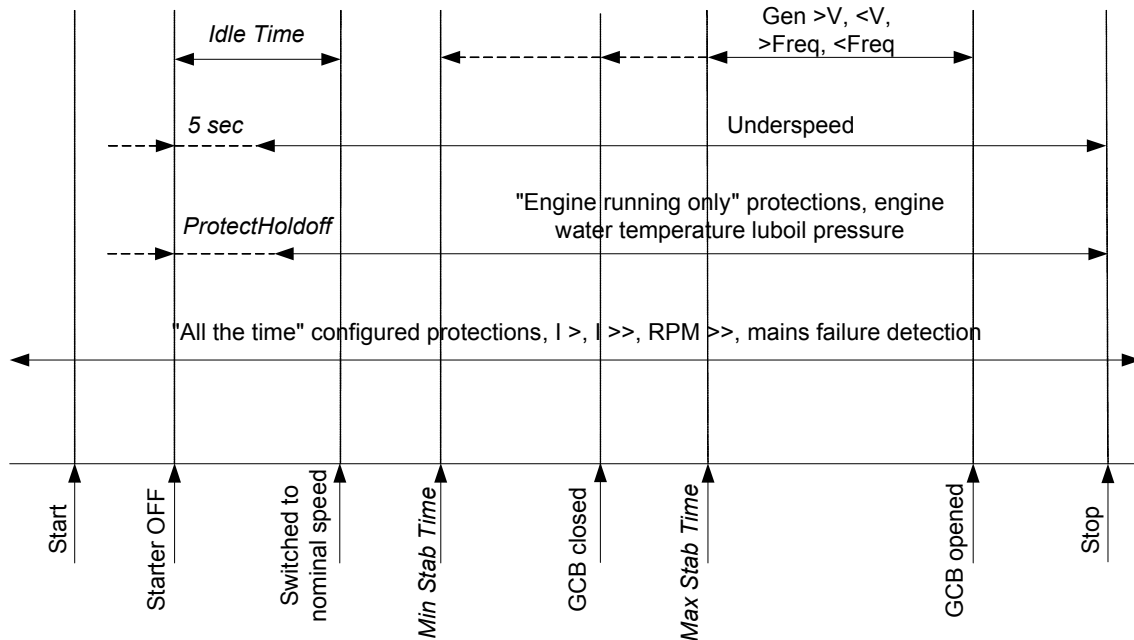 Idle Time
Gen >V, <V,
>Freq, <Freq
5 sec
Underspeed
ProtectHoldoff
"Engine running only" protections, engine
water temperature luboil pressure
"All the time" configured protections, I >, I >>, RPM >>, mains failure detection
Start
Starter OFF
Switched to
nominal speed
Min Stab Time
GCB closed
Max Stab Time
GCB opened
Stop